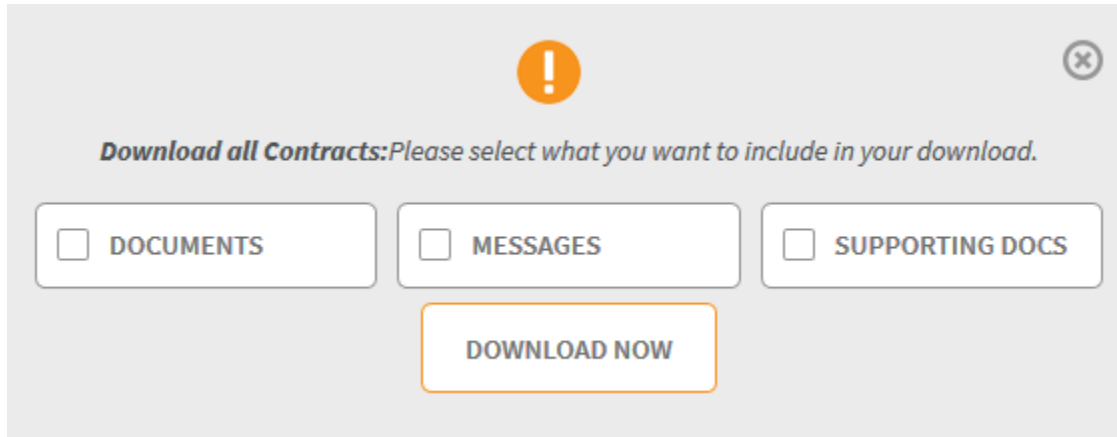 Download all Contracts:Please select what you want to include in your download.
DOCUMENTS
MESSAGES
SUPPORTING DOCS
DOWNLOAD NOW